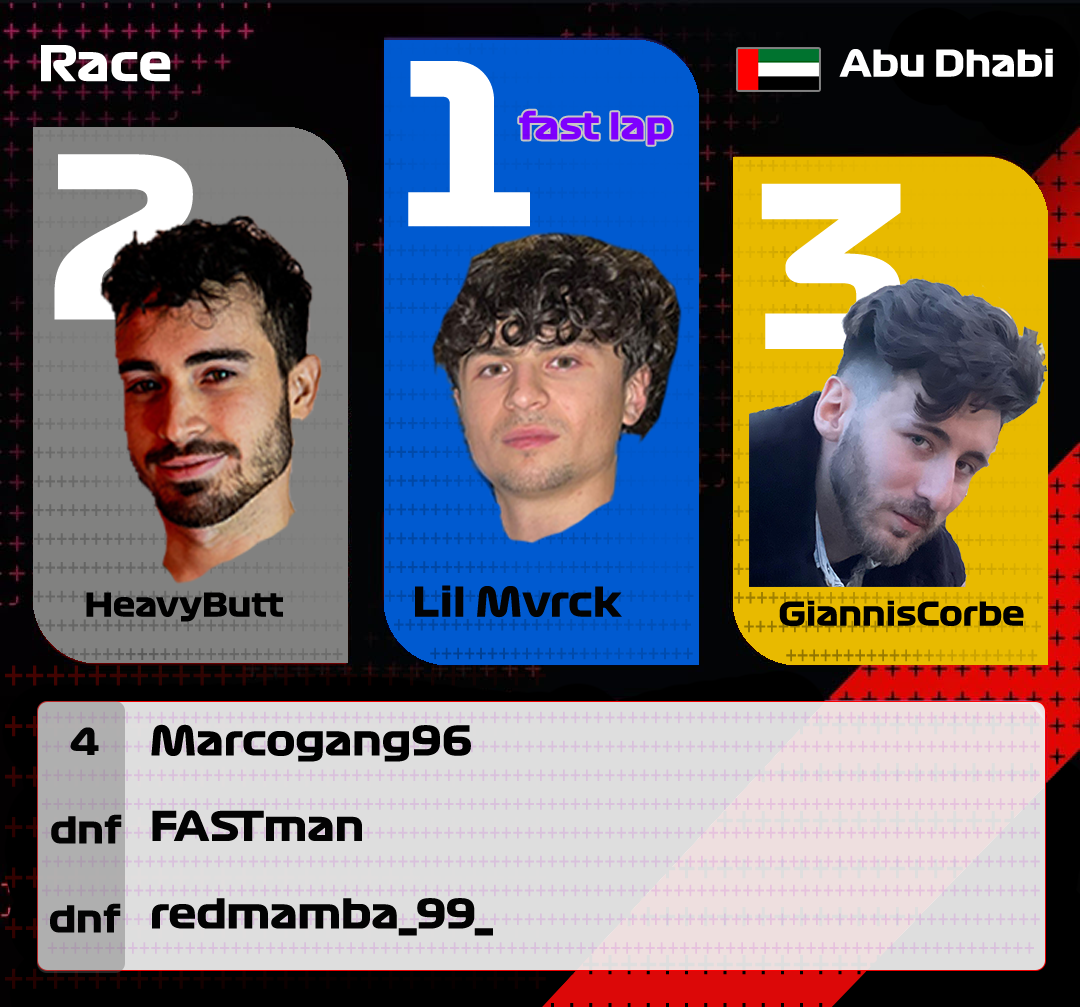 Race
Abu Dhabi
1
fast lap
2
3
HeavyButt
Lil Mvrck
GiannisCorbe
4 Marcogang96
dnf FASTman
dnf redmamba_99_